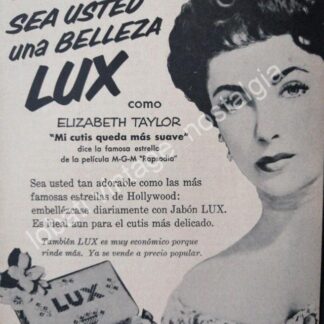 SEA USTED
una BELLEZA
LUX
como
ELIZABETH TAYLOR
"Mi cutis queda más suave"
dice la famosa estrella
de la película M-G-M "Rapsodia"
Sea usted tan adorable como las más
famosas estrellas de Hollywood:
embellézcase diariamente con Jabón LUX.
Es ideal aun para el cutis más delicado.
También LUX es muy económico porque
rinde más. Ya se vende a precio popular.
LUX